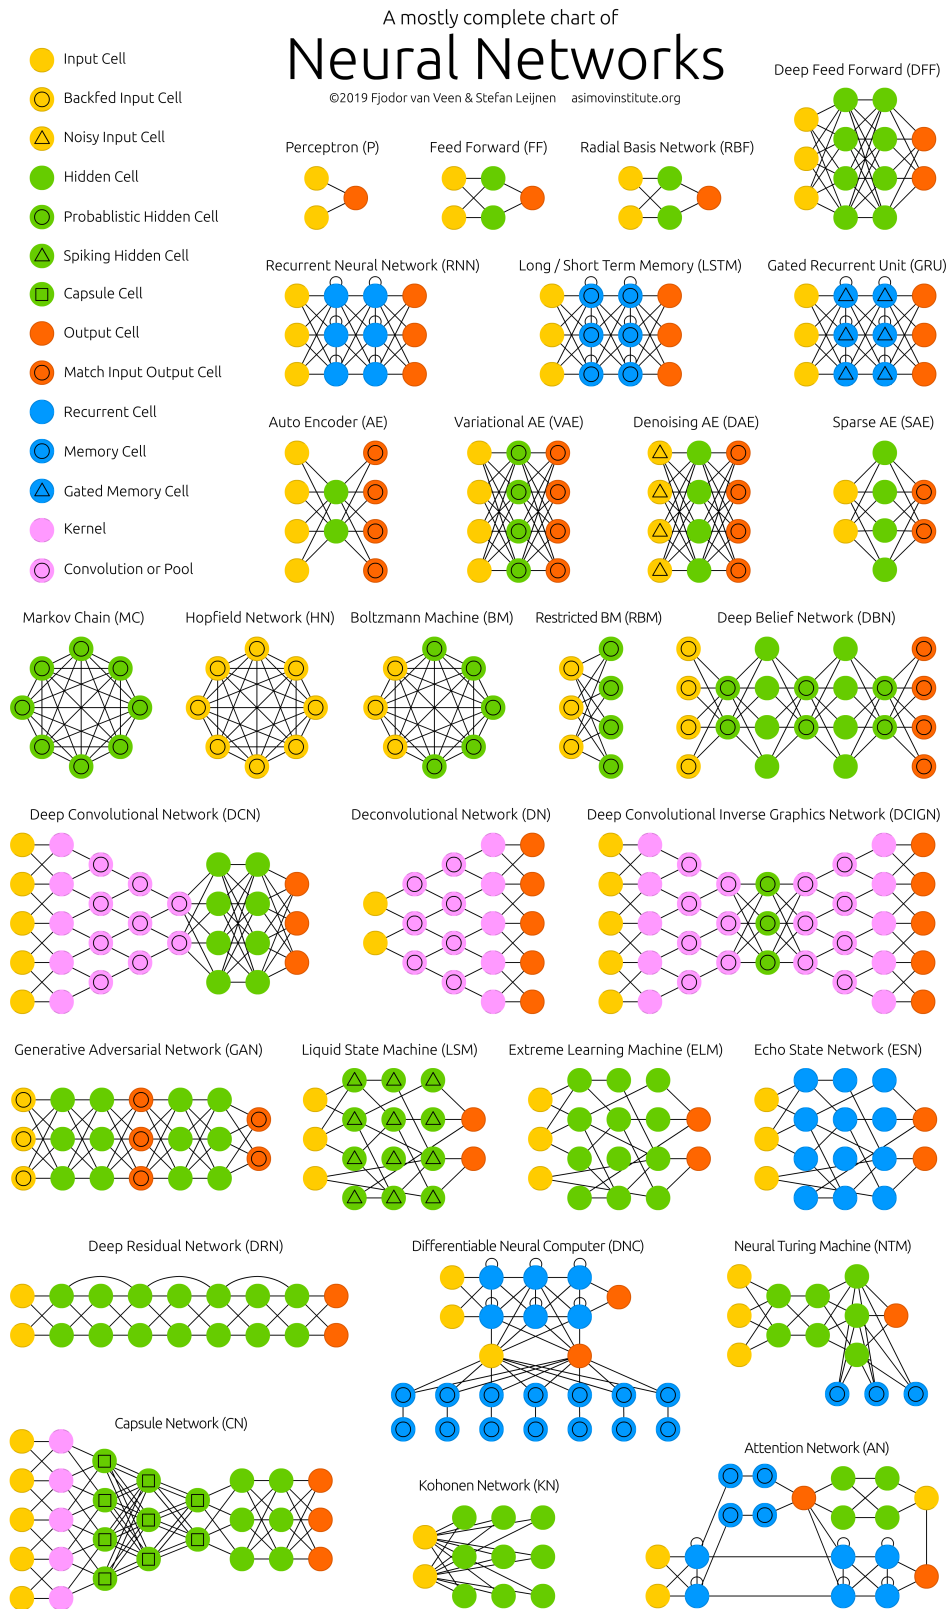 A mostly complete chart of
Neural Networks
©2019 Fjodor van Veen & Stefan Leijnen asimovinstitute.org
Input Cell
Backfed Input Cell
Noisy Input Cell
Hidden Cell
Probablistic Hidden Cell
Spiking Hidden Cell
Capsule Cell
Output Cell
Match Input Output Cell
Recurrent Cell
Memory Cell
Gated Memory Cell
Kernel
Convolution or Pool
Perceptron (P)
Feed Forward (FF)
Radial Basis Network (RBF)
Deep Feed Forward (DFF)
Recurrent Neural Network (RNN)
Long / Short Term Memory (LSTM)
Gated Recurrent Unit (GRU)
Auto Encoder (AE)
Variational AE (VAE)
Denoising AE (DAE)
Sparse AE (SAE)
Markov Chain (MC)
Hopfield Network (HN)
Boltzmann Machine (BM)
Restricted BM (RBM)
Deep Belief Network (DBN)
Deep Convolutional Network (DCN)
Deconvolutional Network (DN)
Deep Convolutional Inverse Graphics Network (DCIGN)
Generative Adversarial Network (GAN)
Liquid State Machine (LSM)
Extreme Learning Machine (ELM)
Echo State Network (ESN)
Deep Residual Network (DRN)
Differentiable Neural Computer (DNC)
Neural Turing Machine (NTM)
Capsule Network (CN)
Kohonen Network (KN)
Attention Network (AN)